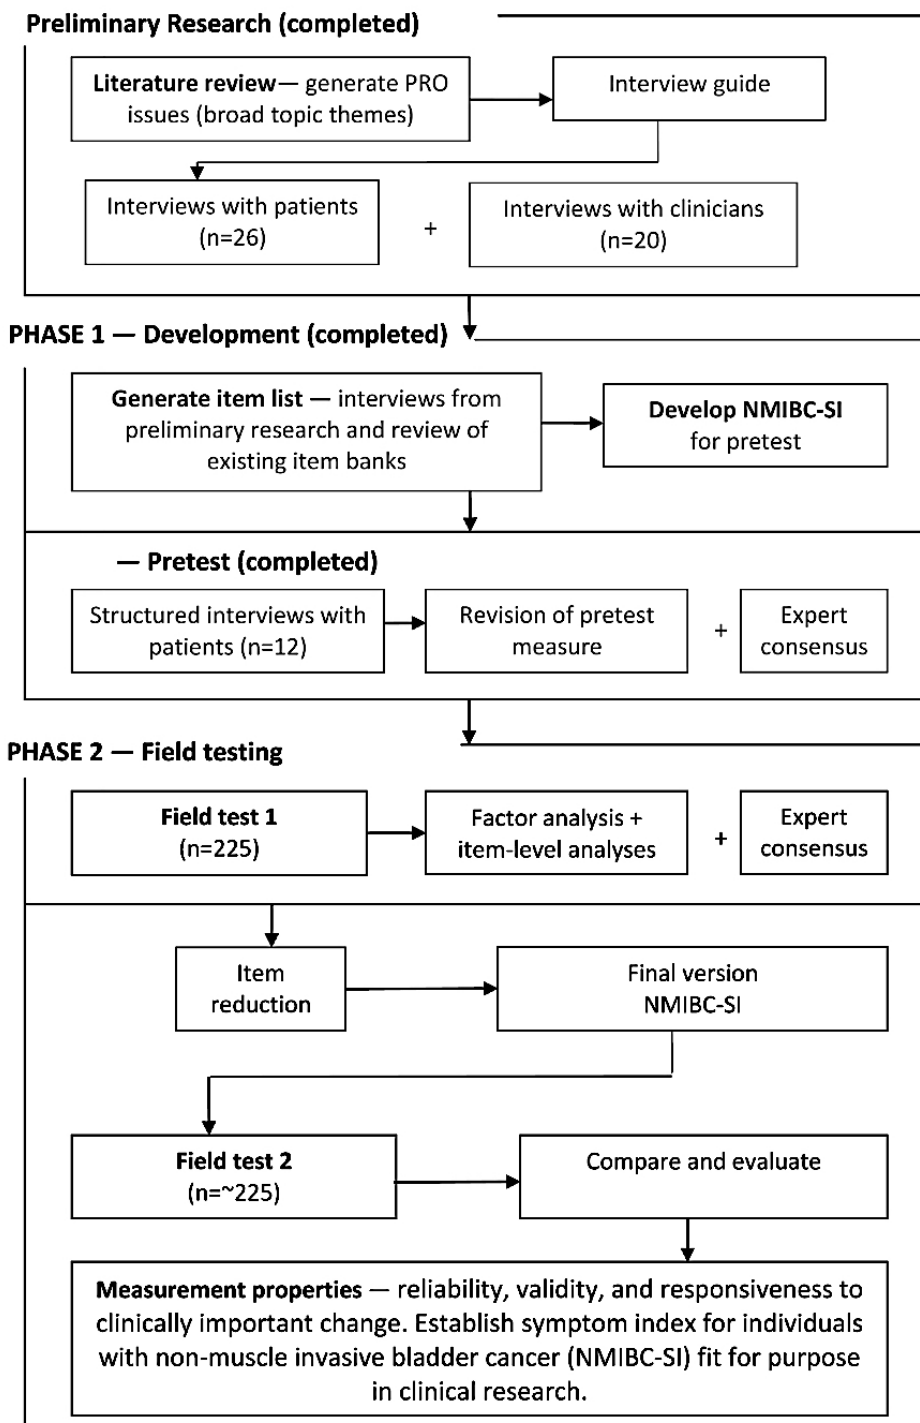 Preliminary Research (completed)
Literature review— generate PRO
issues (broad topic themes)
Interview guide
Interviews with patients
(n=26)
+
Interviews with clinicians
(n=20)
PHASE 1 — Development (completed)
Generate item list — interviews from
preliminary research and review of
existing item banks
Develop NMIBC-SI
for pretest
— Pretest (completed)
Structured interviews with
patients (n=12)
Revision of pretest
measure
+
Expert
consensus
PHASE 2 — Field testing
Field test 1
(n=225)
Factor analysis +
item-level analyses
+
Expert
consensus
Item
reduction
Final version
NMIBC-SI
Field test 2
(n=~225)
Compare and evaluate
Measurement properties — reliability, validity, and responsiveness to
clinically important change. Establish symptom index for individuals
with non-muscle invasive bladder cancer (NMIBC-SI) fit for purpose
in clinical research.